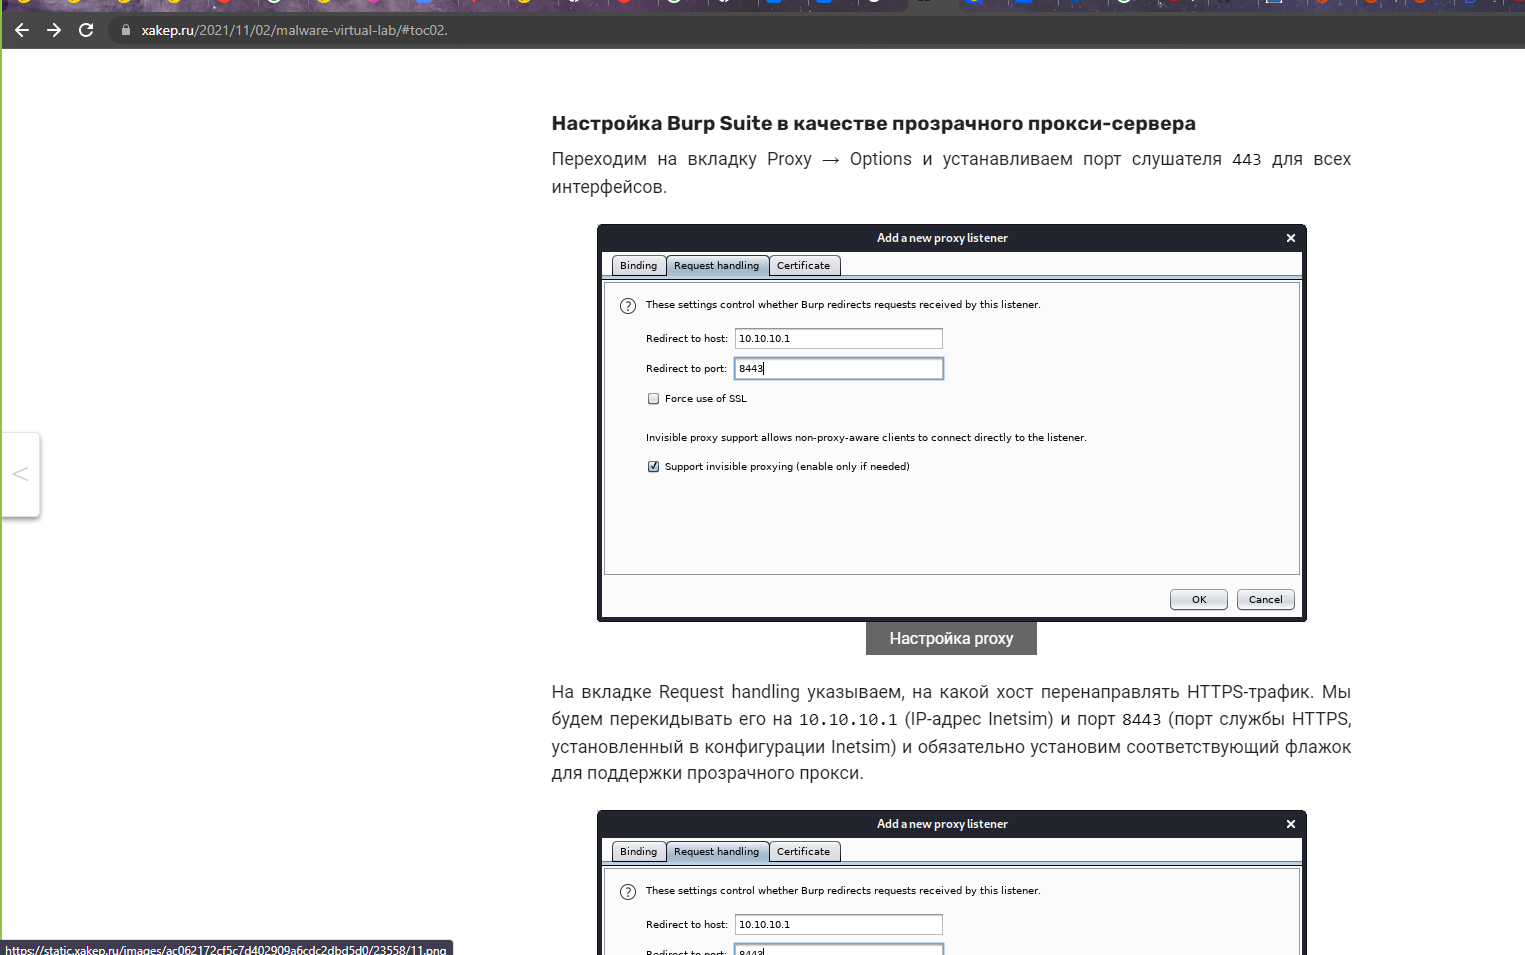 xakep.ru/2021/11/02/malware-virtual-lab/#toc02.
Настройка Burp Suite в качестве прозрачного прокси-сервера
Переходим на вкладку Proxy → Options и устанавливаем порт слушателя 443 для всех
интерфейсов.
Add a new proxy listener
Binding Request handling Certificate
These settings control whether Burp redirects requests received by this listener.
Redirect to host: 10.10.10.1
Redirect to port: 8443
Force use of SSL
Invisible proxy support allows non-proxy-aware clients to connect directly to the listener.
Support invisible proxying (enable only if needed)
OK Cancel
Настройка proxy
На вкладке Request handling указываем, на какой хост перенаправлять HTTPS-трафик. Мы
будем перекидывать его на 10.10.10.1 (IP-адрес Inetsim) и порт 8443 (порт службы HTTPS,
установленный в конфигурации Inetsim) и обязательно установим соответствующий флажок
для поддержки прозрачного прокси.
Add a new proxy listener
Binding Request handling Certificate
These settings control whether Burp redirects requests received by this listener.
Redirect to host: 10.10.10.1
Redirect to port: 8443
https://static.xakep.ru/images/ac062172cf5c7d402909a6cdc2dbd5d0/23558/11.png